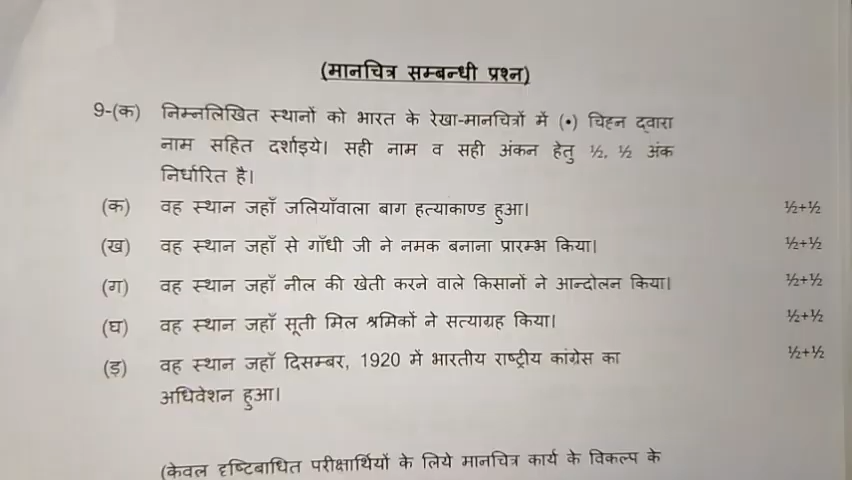 (मानचित्र सम्बन्धी प्रश्न)
9-(क) निम्नलिखित स्थानों को भारत के रेखा-मानचित्रों में (•) चिह्न द्वारा
नाम सहित दर्शाइये। सही नाम व सही अंकन हेतु ½, ½ अंक
निर्धारित है।
(क) वह स्थान जहाँ जलियाँवाला बाग हत्याकाण्ड हुआ। ½+½
(ख) वह स्थान जहाँ से गाँधी जी ने नमक बनाना प्रारम्भ किया। ½+½
(ग) वह स्थान जहाँ नील की खेती करने वाले किसानों ने आन्दोलन किया। ½+½
(घ) वह स्थान जहाँ सूती मिल श्रमिकों ने सत्याग्रह किया। ½+½
(ड़) वह स्थान जहाँ दिसम्बर, 1920 में भारतीय राष्ट्रीय कांग्रेस का ½+½
अधिवेशन हुआ।
(केवल दृष्टिबाधित परीक्षार्थियों के लिये मानचित्र कार्य के विकल्प के